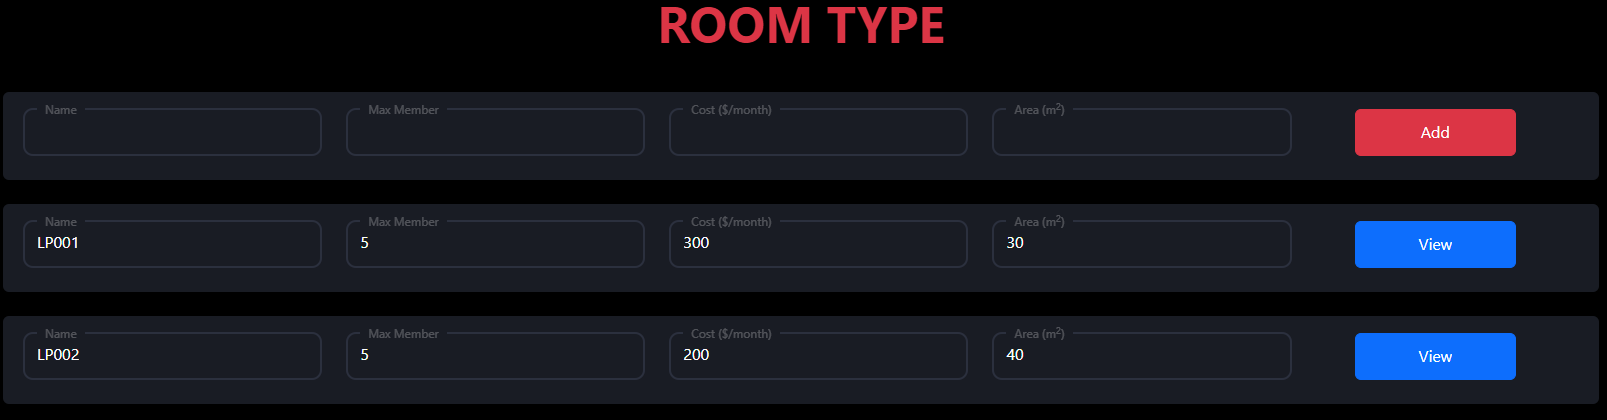 ROOM TYPE
Name Max Member Cost ($/month) Area (m²)
Add
Name Max Member Cost ($/month) Area (m²)
LP001 5 300 30 View
Name Max Member Cost ($/month) Area (m²)
LP002 5 200 40 View